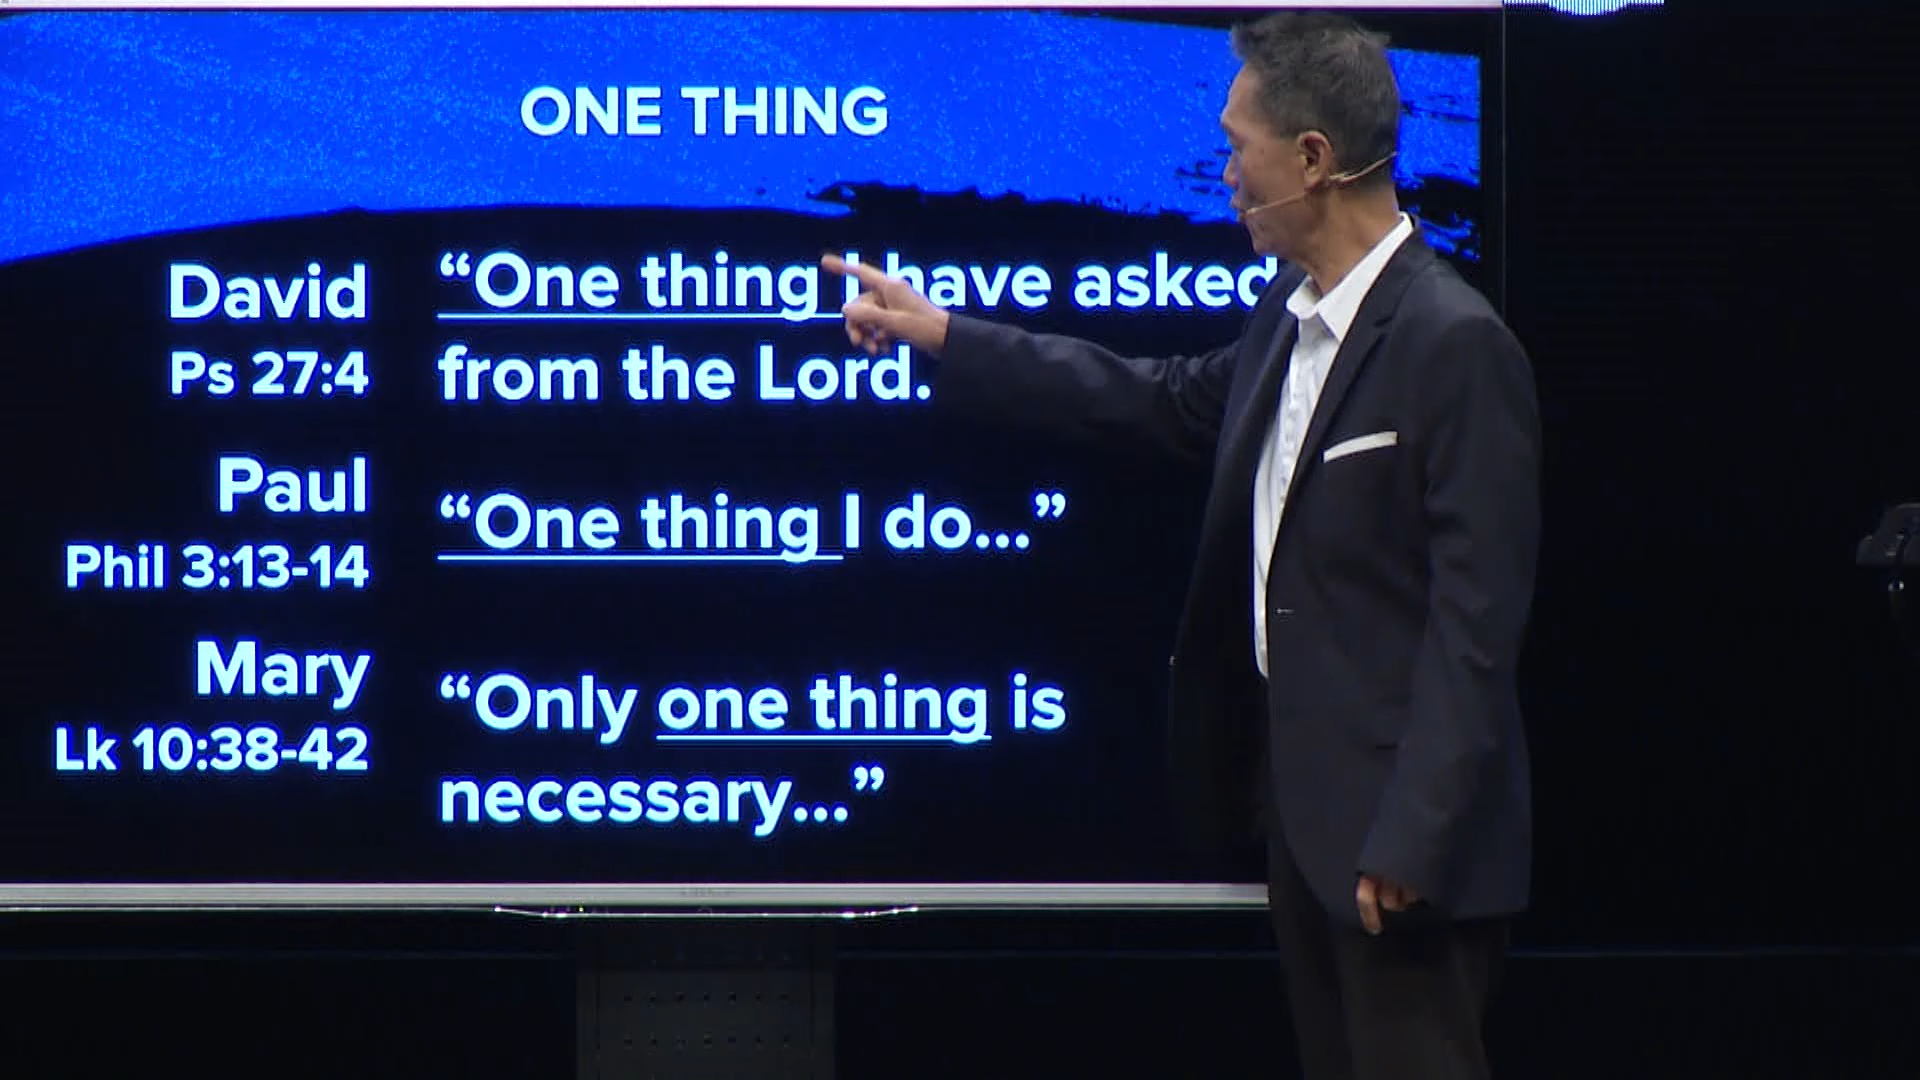 ONE THING
David
Ps 27:4
“One thing I have asked
from the Lord.
Paul
Phil 3:13-14
“One thing I do...”
Mary
Lk 10:38-42
“Only one thing is
necessary...”